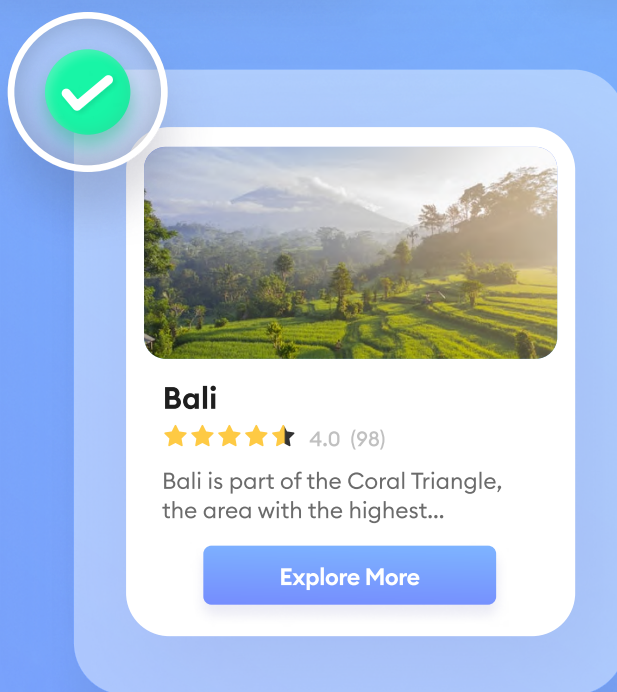 Bali
4.0 (98)
Bali is part of the Coral Triangle,
the area with the highest...
Explore More